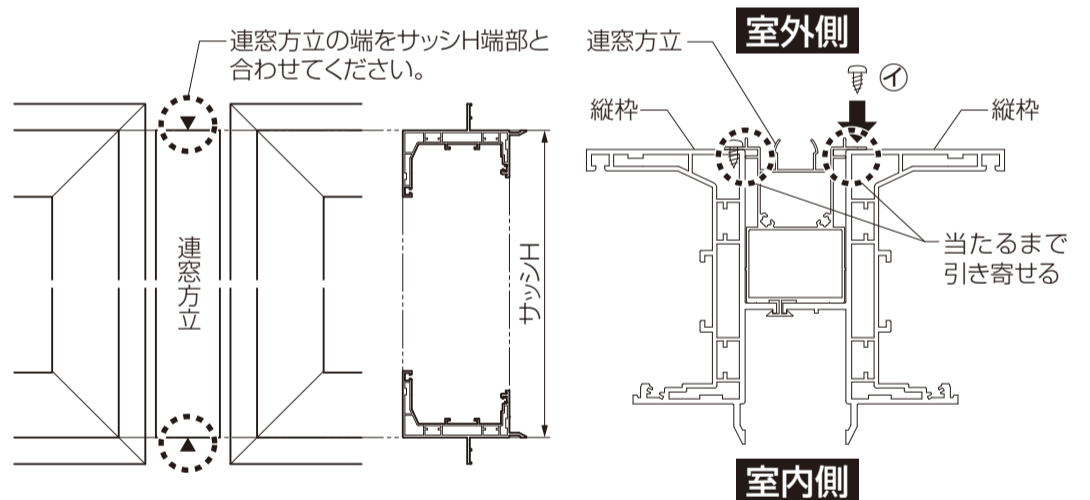 連窓方立の端をサッシH端部と
合わせてください。
連窓方立
サッシH
室外側
連窓方立
㋑
縦枠
縦枠
当たるまで
引き寄せる
室内側